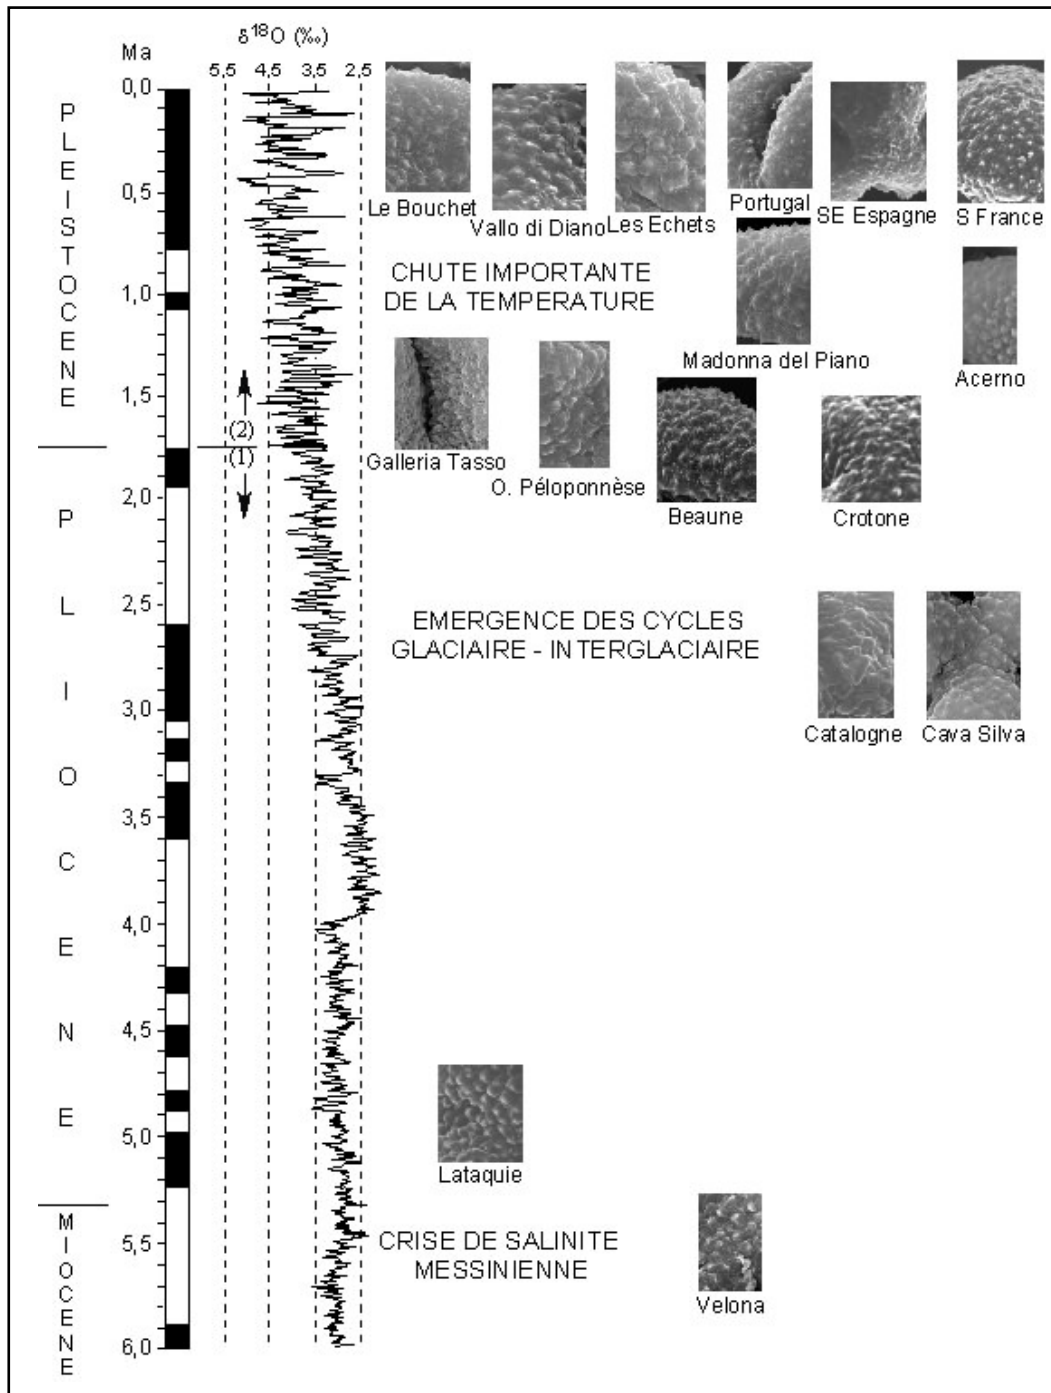 δ18O (‰)
Ma
5,5 4,5 3,5 2,5
0,0
0,5
1,0
1,5
2,0
2,5
3,0
3,5
4,0
4,5
5,0
5,5
6,0
PLEISTOCENE
PLIOCENE
MIOCENE
(2)
(1)
Le Bouchet
Vallo di Diano
Les Echets
Portugal
SE Espagne
S France
CHUTE IMPORTANTE
DE LA TEMPERATURE
Madonna del Piano
Acerno
Galleria Tasso
O. Péloponnèse
Beaune
Crotone
EMERGENCE DES CYCLES
GLACIAIRE - INTERGLACIAIRE
Catalogne
Cava Silva
Lataquie
CRISE DE SALINITE
MESSINIENNE
Velona